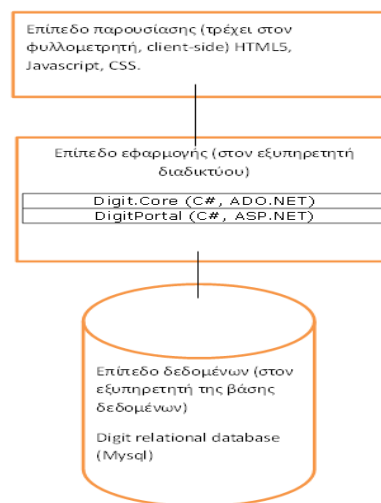 Επίπεδο παρουσίασης (τρέχει στον
φυλλομετρητή, client-side) HTML5,
Javascript, CSS.
Επίπεδο εφαρμογής (στον εξυπηρετητή
διαδικτύου)
Digit.Core (C#, ADO.NET)
DigitPortal (C#, ASP.NET)
Επίπεδο δεδομένων (στον
εξυπηρετητή της βάσης
δεδομένων)
Digit relational database
(Mysql)